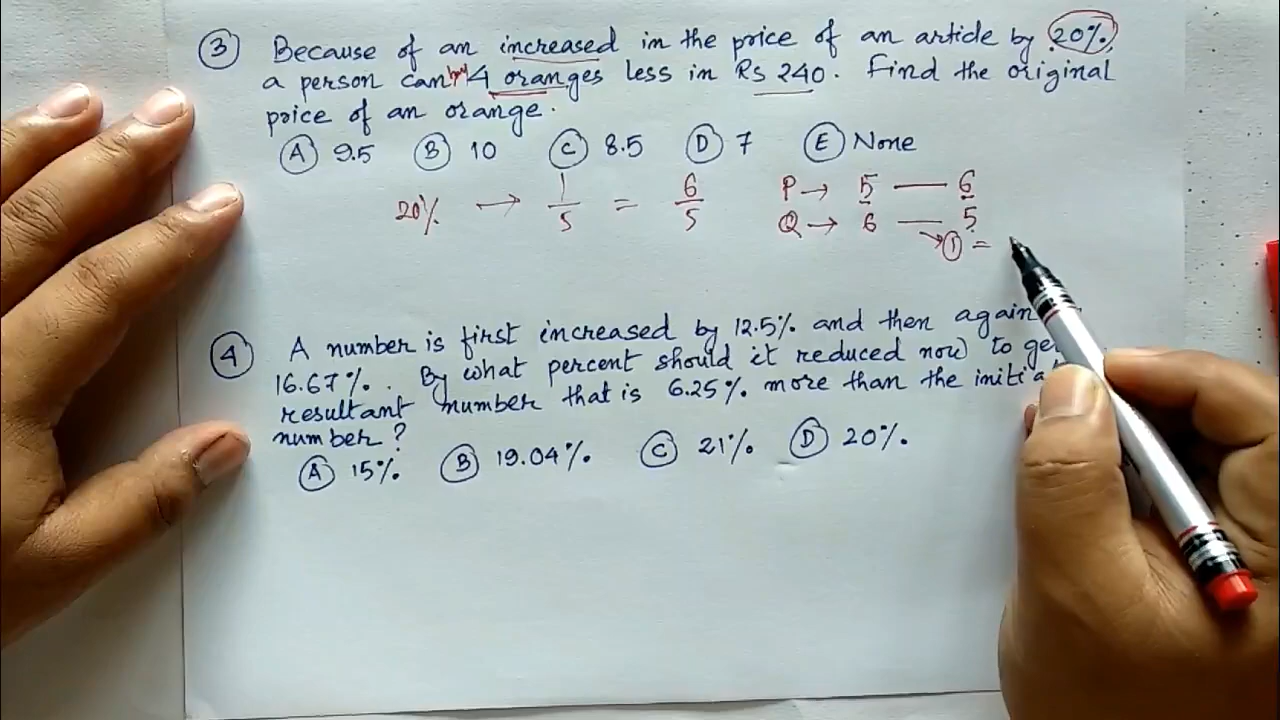 ③ Because of an increased in the price of an article by 20%.
a person can buy 4 oranges less in Rs 240. Find the original
price of an orange.
Ⓐ 9.5 Ⓑ 10 Ⓒ 8.5 Ⓓ 7 Ⓔ None
20% → 1/5 = 6/5
P → 5 — 6
Q → 6 — 5
→ ① =
④ A number is first increased by 12.5% and then again
16.67%. By what percent should it reduced now to
resultant number that is 6.25% more than the
number?
Ⓐ 15% Ⓑ 19.04% Ⓒ 21% Ⓓ 20%.